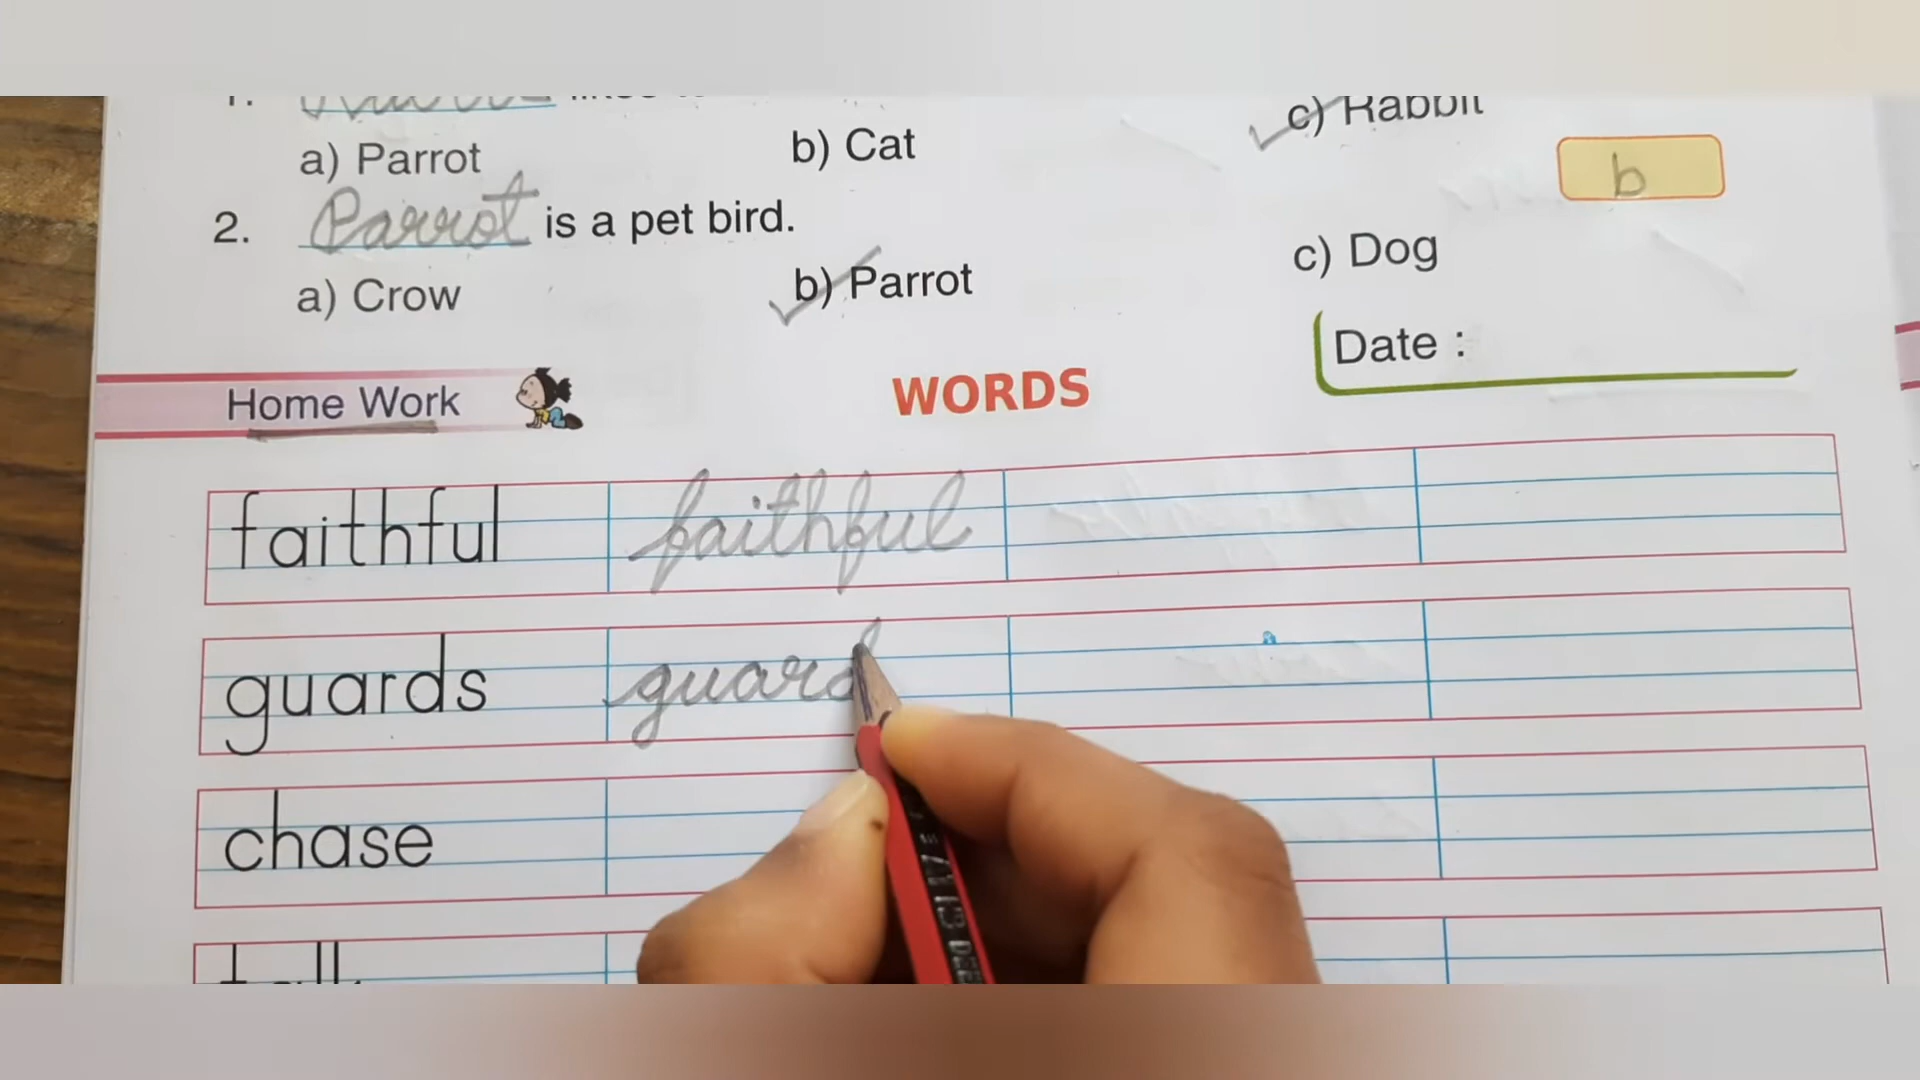 1.
a) Parrot b) Cat c) Rabbit
b
2. Parrot is a pet bird.
a) Crow b) Parrot c) Dog
Date :
Home Work WORDS
faithful faithful
guards guard
chase